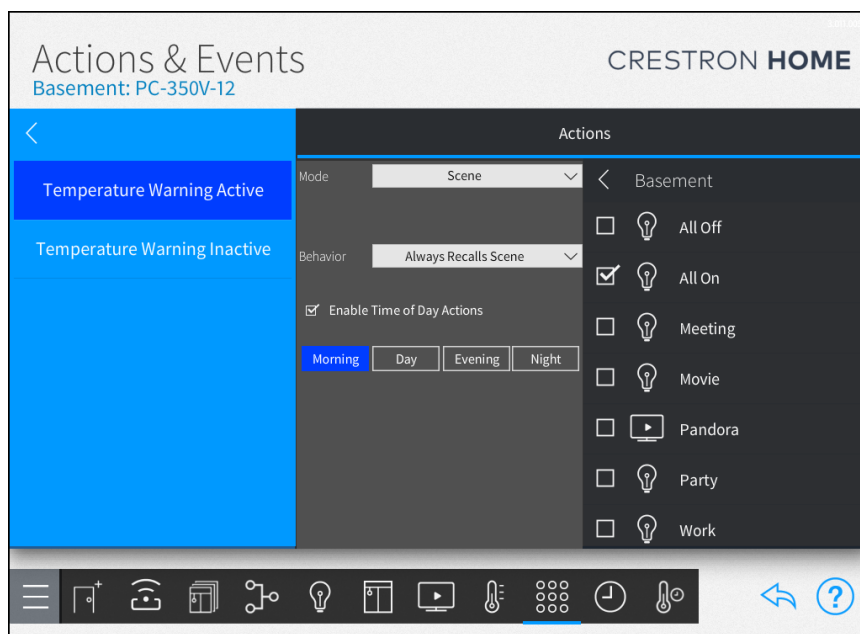 Actions & Events
CRESTRON HOME
Basement: PC-350V-12
Actions
Temperature Warning Active
Temperature Warning Inactive
Mode
Scene
Behavior
Always Recalls Scene
Enable Time of Day Actions
Morning
Day
Evening
Night
Basement
All Off
All On
Meeting
Movie
Pandora
Party
Work
?